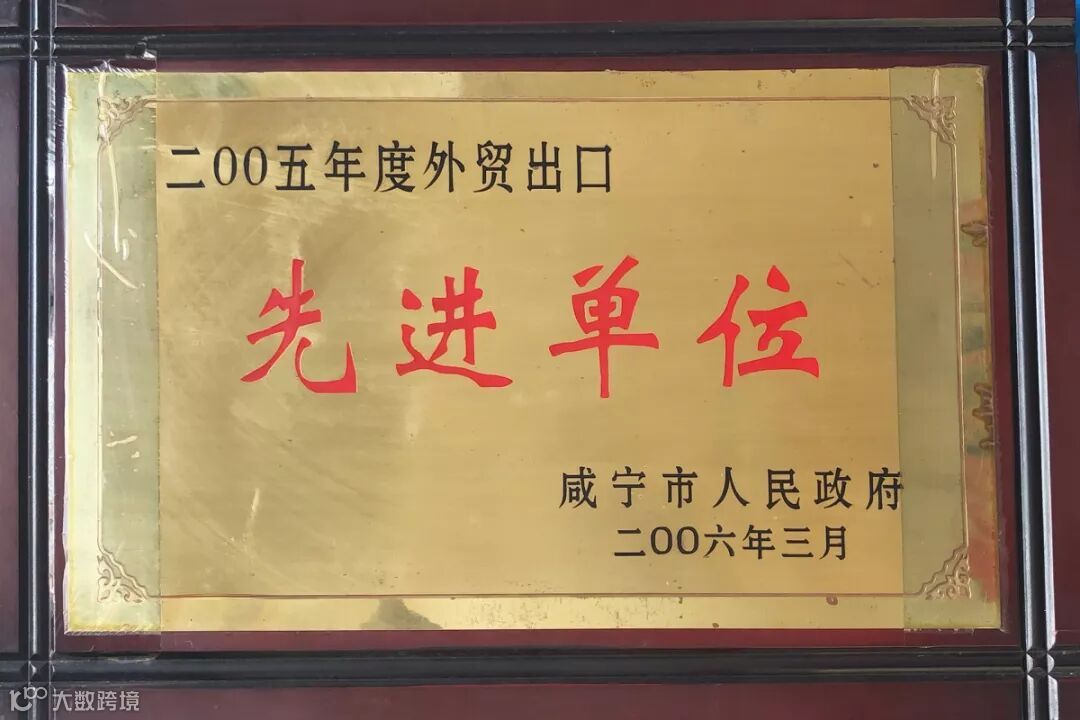 二00五年度外贸出口
先进单位
咸宁市人民政府
二00六年三月
大数跨境